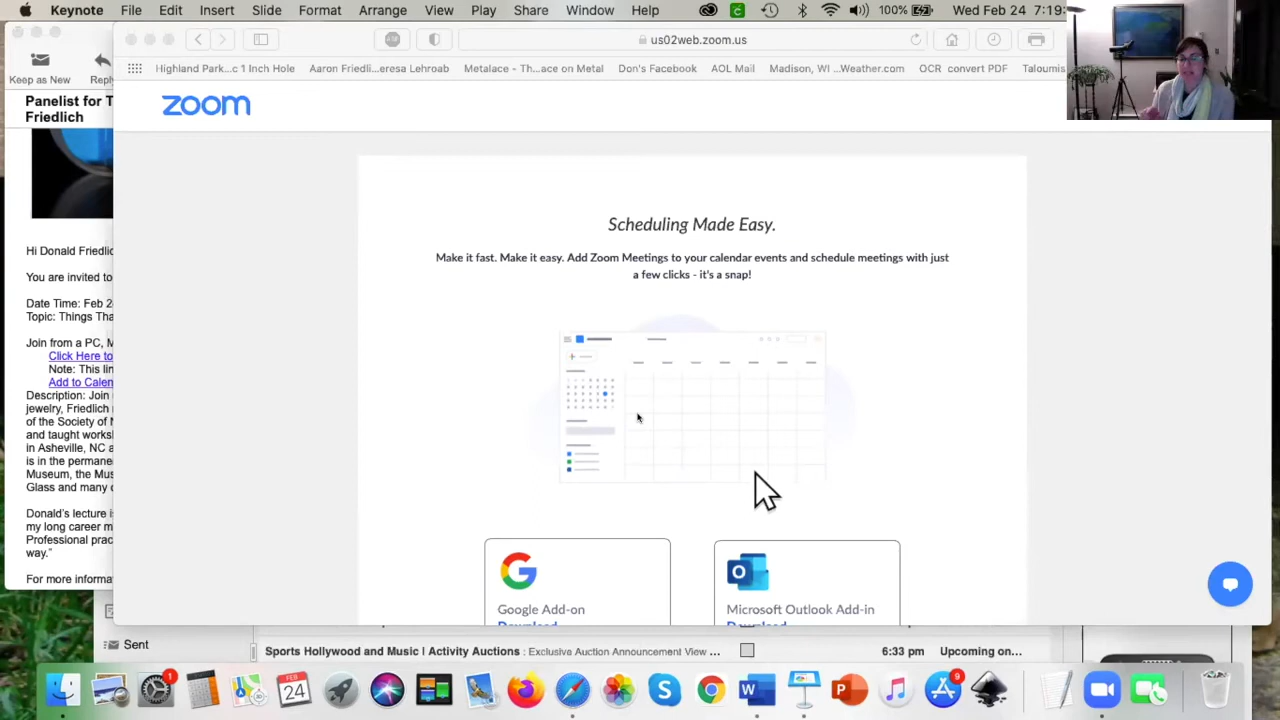 Keynote File Edit Insert Slide Format Arrange View Play Share Window Help 100% Wed Feb 24 7:19
us02web.zoom.us
Keep as New Reply
Highland Park...c 1 Inch Hole Aaron Friedli...eresa Lehroab Metalace - Th...ace on Metal Don's Facebook AOL Mail Madison, WI ...Weather.com OCR convert PDF Taloumis
Panelist for T
Friedlich
zoom
Scheduling Made Easy.
Make it fast. Make it easy. Add Zoom Meetings to your calendar events and schedule meetings with just
a few clicks - it's a snap!
Hi Donald Friedlic
You are invited to
Date Time: Feb 2
Topic: Things Tha
Join from a PC, M
Click Here to
Note: This lin
Add to Calen
Description: Join
jewelry, Friedlich
of the Society of
and taught works
in Asheville, NC a
is in the permane
Museum, the Mus
Glass and many
Donald's lecture i
my long career m
Professional prac
way."
For more informa
Google Add-on
Download
Microsoft Outlook Add-in
Download
Sent
Sports Hollywood and Music | Activity Auctions : Exclusive Auction Announcement View ... 6:33 pm Upcoming on...
1
FEB
24
W
P
S
9